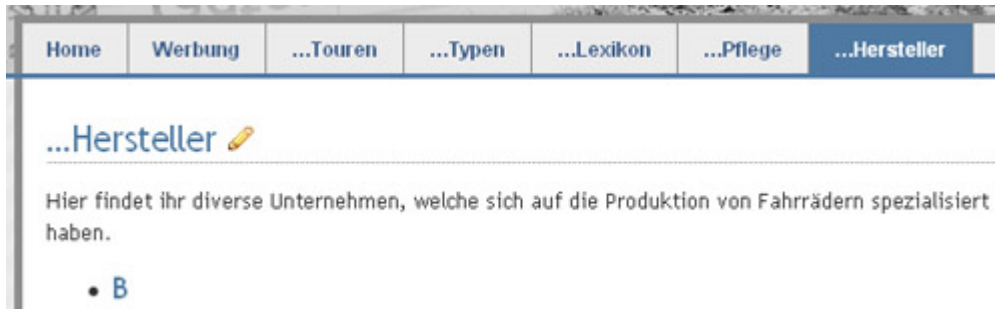 Home Werbung ...Touren ...Typen ...Lexikon ...Pflege ...Hersteller
...Hersteller
Hier findet ihr diverse Unternehmen, welche sich auf die Produktion von Fahrrädern spezialisiert
haben.
• B